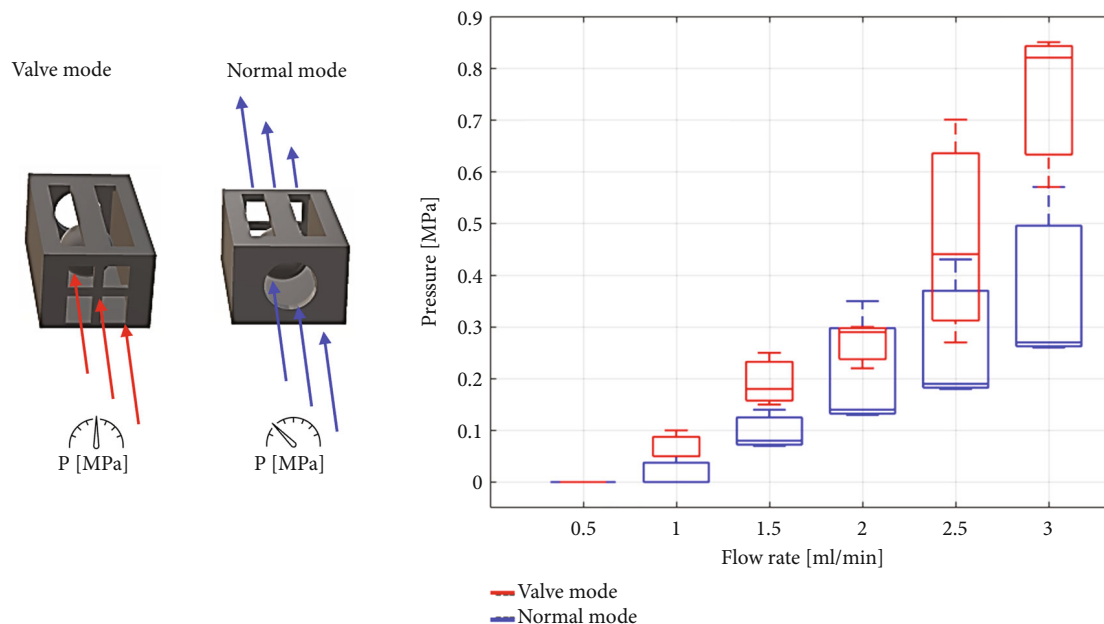 Valve mode
Normal mode
P [MPa]
P [MPa]
Pressure [MPa]
0.9
0.8
0.7
0.6
0.5
0.4
0.3
0.2
0.1
0
0.5
1
1.5
2
2.5
3
Flow rate [ml/min]
Valve mode
Normal mode